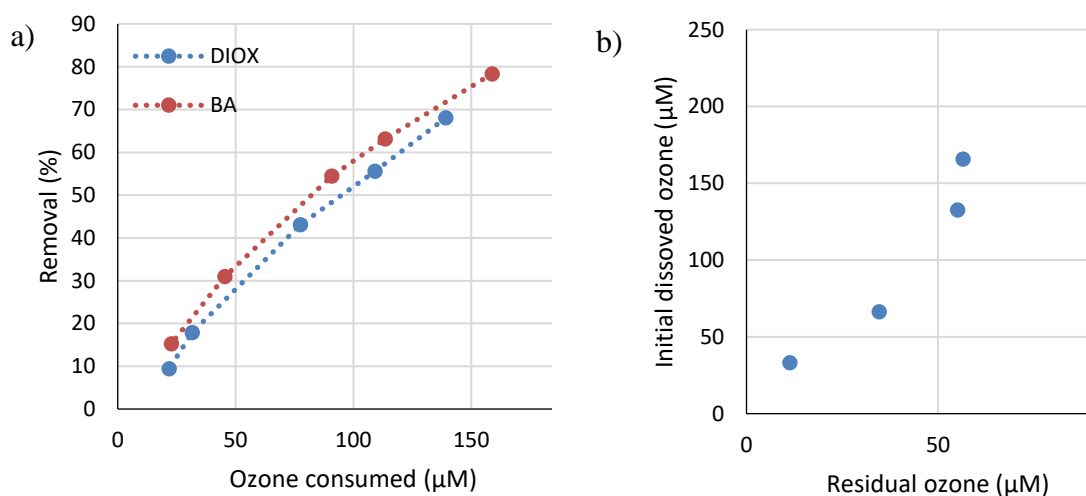 a)
DIOX
BA
Removal (%)
90
80
70
60
50
40
30
20
10
0
0 50 100 150
Ozone consumed (µM)
b)
Initial dissoved ozone (µM)
250
200
150
100
50
0
0 50
Residual ozone (µM)